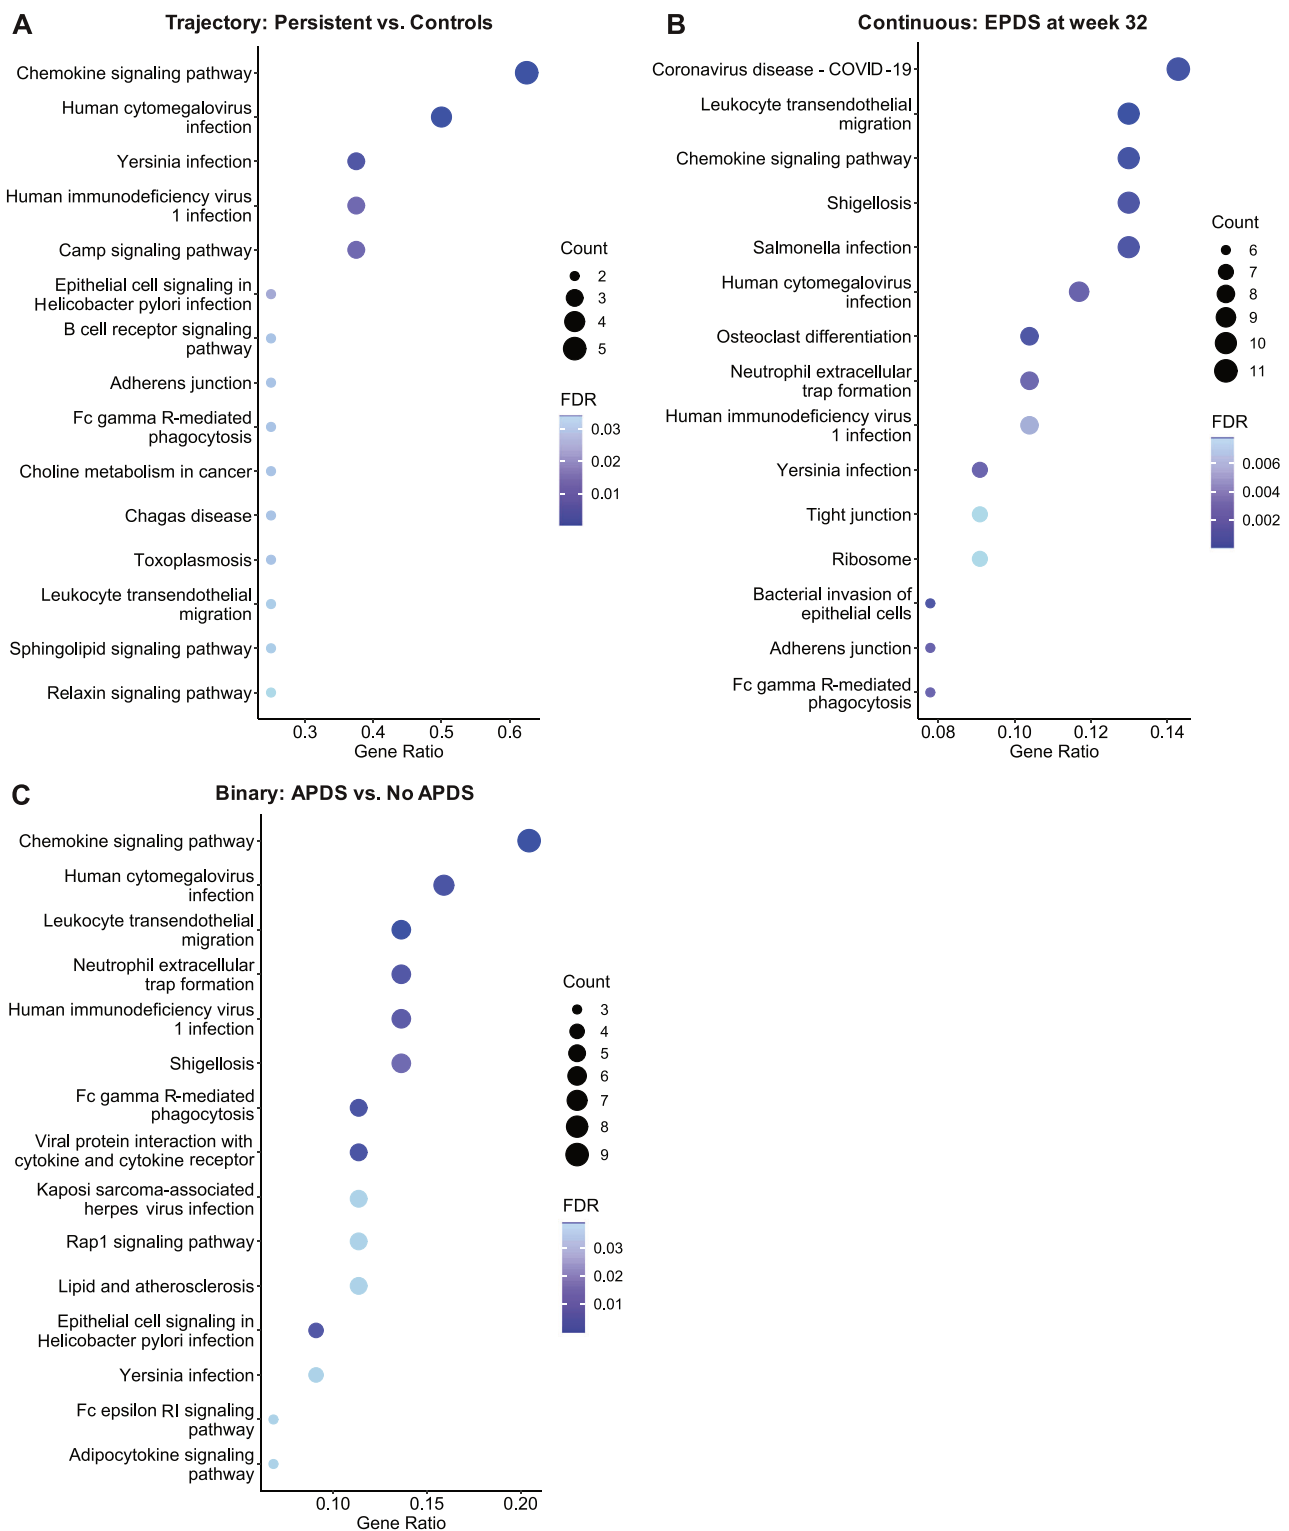 A
Trajectory: Persistent vs. Controls
Chemokine signaling pathway
Human cytomegalovirus
infection
Yersinia infection
Human immunodeficiency virus
1 infection
Camp signaling pathway
Epithelial cell signaling in
Helicobacter pylori infection
B cell receptor signaling
pathway
Adherens junction
Fc gamma R-mediated
phagocytosis
Choline metabolism in cancer
Chagas disease
Toxoplasmosis
Leukocyte transendothelial
migration
Sphingolipid signaling pathway
Relaxin signaling pathway
0.3 0.4 0.5 0.6
Gene Ratio
Count
2
3
4
5
FDR
0.03
0.02
0.01
B
Continuous: EPDS at week 32
Coronavirus disease - COVID-19
Leukocyte transendothelial
migration
Chemokine signaling pathway
Shigellosis
Salmonella infection
Human cytomegalovirus
infection
Osteoclast differentiation
Neutrophil extracellular
trap formation
Human immunodeficiency virus
1 infection
Yersinia infection
Tight junction
Ribosome
Bacterial invasion of
epithelial cells
Adherens junction
Fc gamma R-mediated
phagocytosis
0.08 0.10 0.12 0.14
Gene Ratio
Count
6
7
8
9
10
11
FDR
0.006
0.004
0.002
C
Binary: APDS vs. No APDS
Chemokine signaling pathway
Human cytomegalovirus
infection
Leukocyte transendothelial
migration
Neutrophil extracellular
trap formation
Human immunodeficiency virus
1 infection
Shigellosis
Fc gamma R-mediated
phagocytosis
Viral protein interaction with
cytokine and cytokine receptor
Kaposi sarcoma-associated
herpes virus infection
Rap1 signaling pathway
Lipid and atherosclerosis
Epithelial cell signaling in
Helicobacter pylori infection
Yersinia infection
Fc epsilon RI signaling
pathway
Adipocytokine signaling
pathway
0.10 0.15 0.20
Gene Ratio
Count
3
4
5
6
7
8
9
FDR
0.03
0.02
0.01